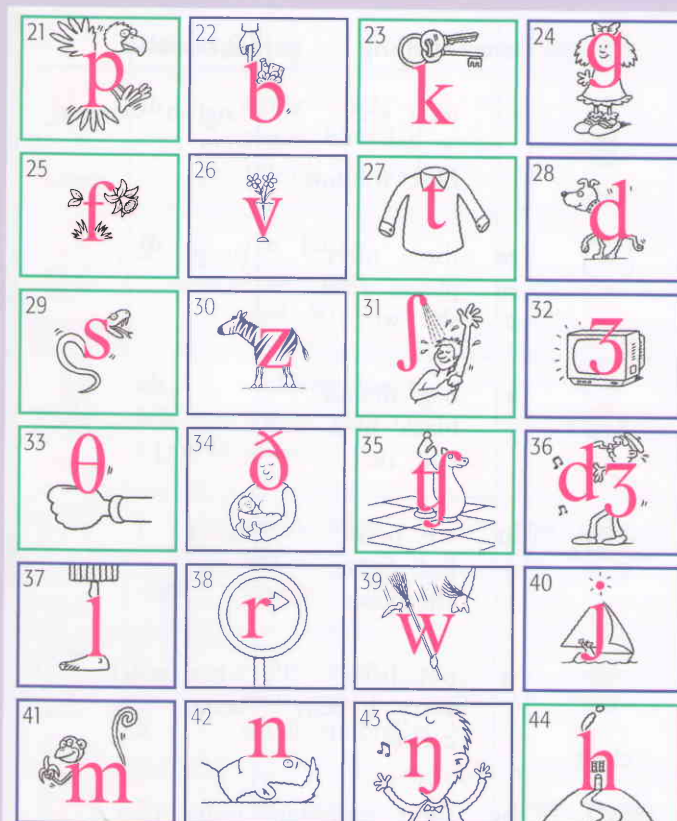 21 p 22 b 23 k 24 g
25 f 26 v 27 t 28 d
29 s 30 z 31 ʃ 32 ʒ
33 θ 34 ð 35 tʃ 36 dʒ
37 l 38 r 39 w 40 j
41 m 42 n 43 ŋ 44 h